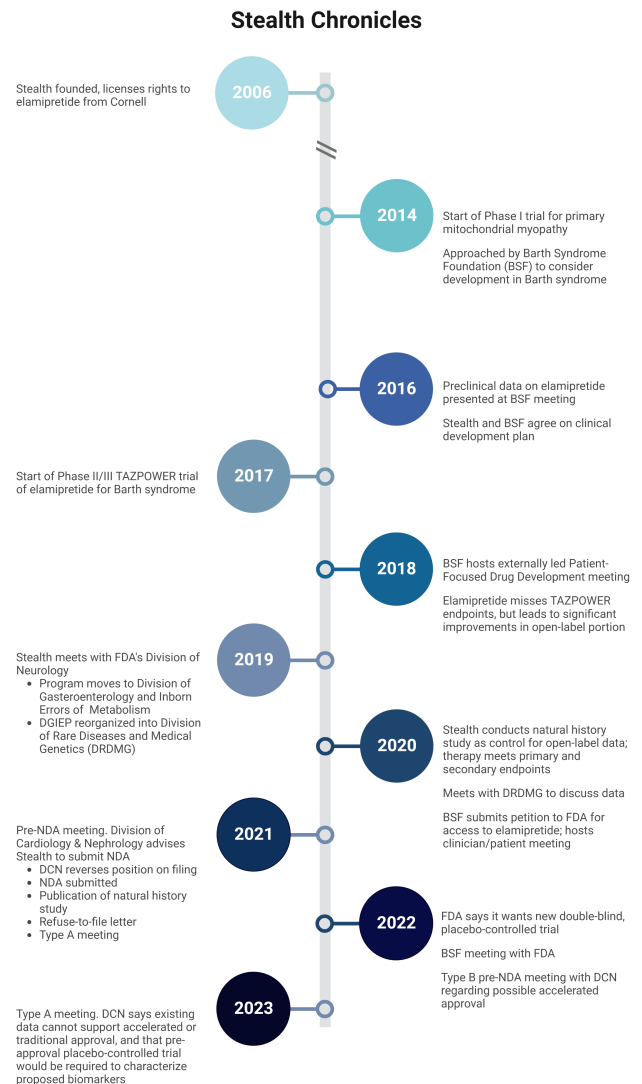 Stealth Chronicles
2006
Stealth founded, licenses rights to
elamipretide from Cornell
2014
Start of Phase I trial for primary
mitochondrial myopathy
Approached by Barth Syndrome
Foundation (BSF) to consider
development in Barth syndrome
2016
Preclinical data on elamipretide
presented at BSF meeting
Stealth and BSF agree on clinical
development plan
2017
Start of Phase II/III TAZPOWER trial
of elamipretide for Barth syndrome
2018
BSF hosts externally led Patient-
Focused Drug Development meeting
Elamipretide misses TAZPOWER
endpoints, but leads to significant
improvements in open-label portion
2019
Stealth meets with FDA's Division of
Neurology
• Program moves to Division of
Gasteroenterology and Inborn
Errors of Metabolism
• DGIEP reorganized into Division
of Rare Diseases and Medical
Genetics (DRDMG)
2020
Stealth conducts natural history
study as control for open-label data;
therapy meets primary and
secondary endpoints
Meets with DRDMG to discuss data
BSF submits petition to FDA for
access to elamipretide; hosts
clinician/patient meeting
2021
Pre-NDA meeting. Division of
Cardiology & Nephrology advises
Stealth to submit NDA
• DCN reverses position on filing
• NDA submitted
• Publication of natural history
study
• Refuse-to-file letter
• Type A meeting
2022
FDA says it wants new double-blind,
placebo-controlled trial
BSF meeting with FDA
Type B pre-NDA meeting with DCN
regarding possible accelerated
approval
2023
Type A meeting. DCN says existing
data cannot support accelerated or
traditional approval, and that pre-
approval placebo-controlled trial
would be required to characterize
proposed biomarkers